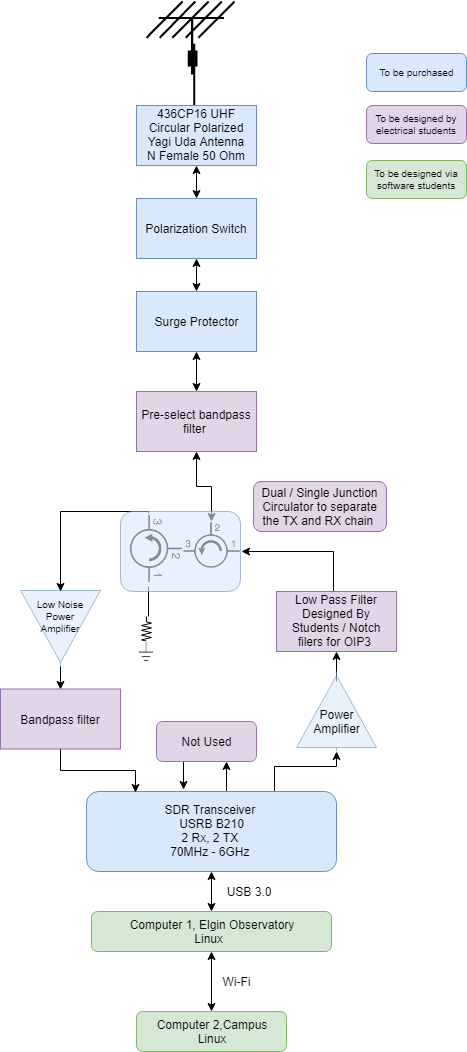 436CP16 UHF
Circular Polarized
Yagi Uda Antenna
N Female 50 Ohm
To be purchased
To be designed by
electrical students
To be designed via
software students
Polarization Switch
Surge Protector
Pre-select bandpass
filter
Dual / Single Junction
Circulator to separate
the TX and RX chain
3
2
3
2
1
1
Low Noise
Power
Amplifier
Low Pass Filter
Designed By
Students / Notch
filers for OIP3
Power
Amplifier
Bandpass filter
Not Used
SDR Transceiver
USRB B210
2 Rx, 2 TX
70MHz - 6GHz
USB 3.0
Computer 1, Elgin Observatory
Linux
Wi-Fi
Computer 2,Campus
Linux